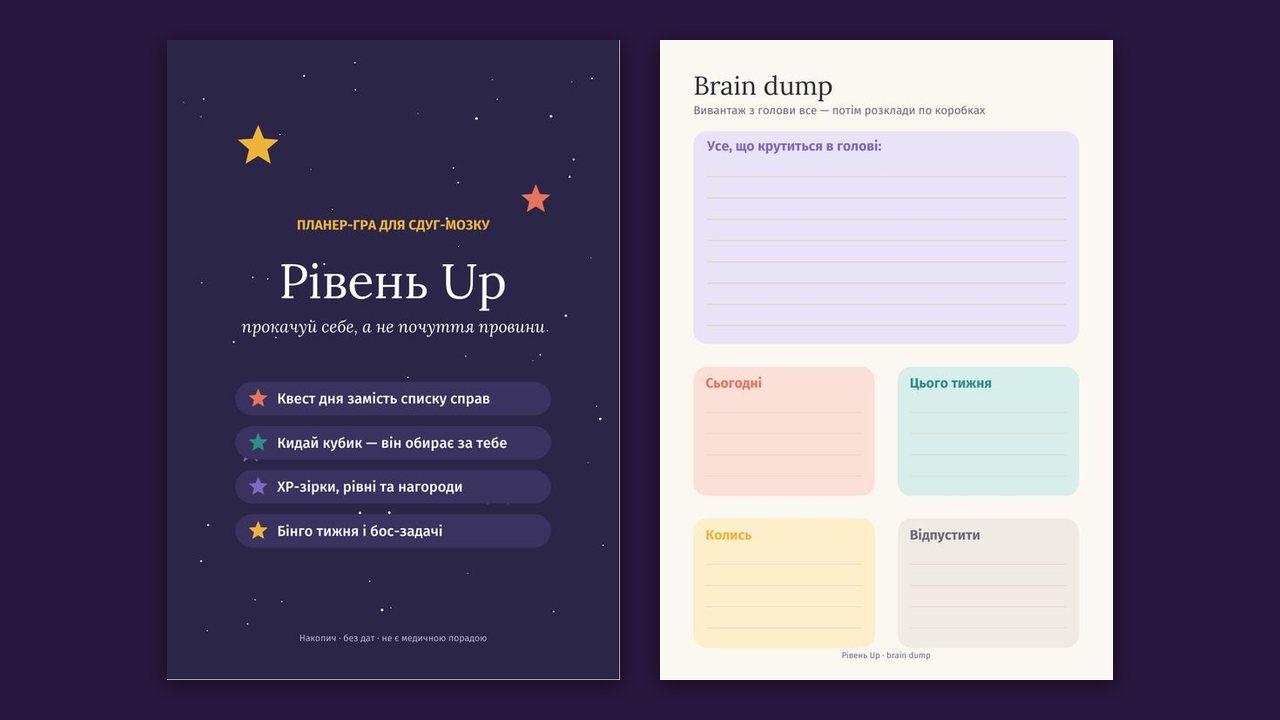 ПЛАНЕР-ГРА ДЛЯ СДУГ-МОЗКУ
Рівень Up
прокачуй себе, а не почуття провини
Квест дня замість списку справ
Кидай кубик — він обирає за тебе
XP-зірки, рівні та нагороди
Бінго тижня і бос-задачі
Накопич · без дат · не є медичною порадою
Brain dump
Вивантаж з голови все — потім розклади по коробках
Усе, що крутиться в голові:
Сьогодні
Цього тижня
Колись
Відпустити
Рівень Up · brain dump